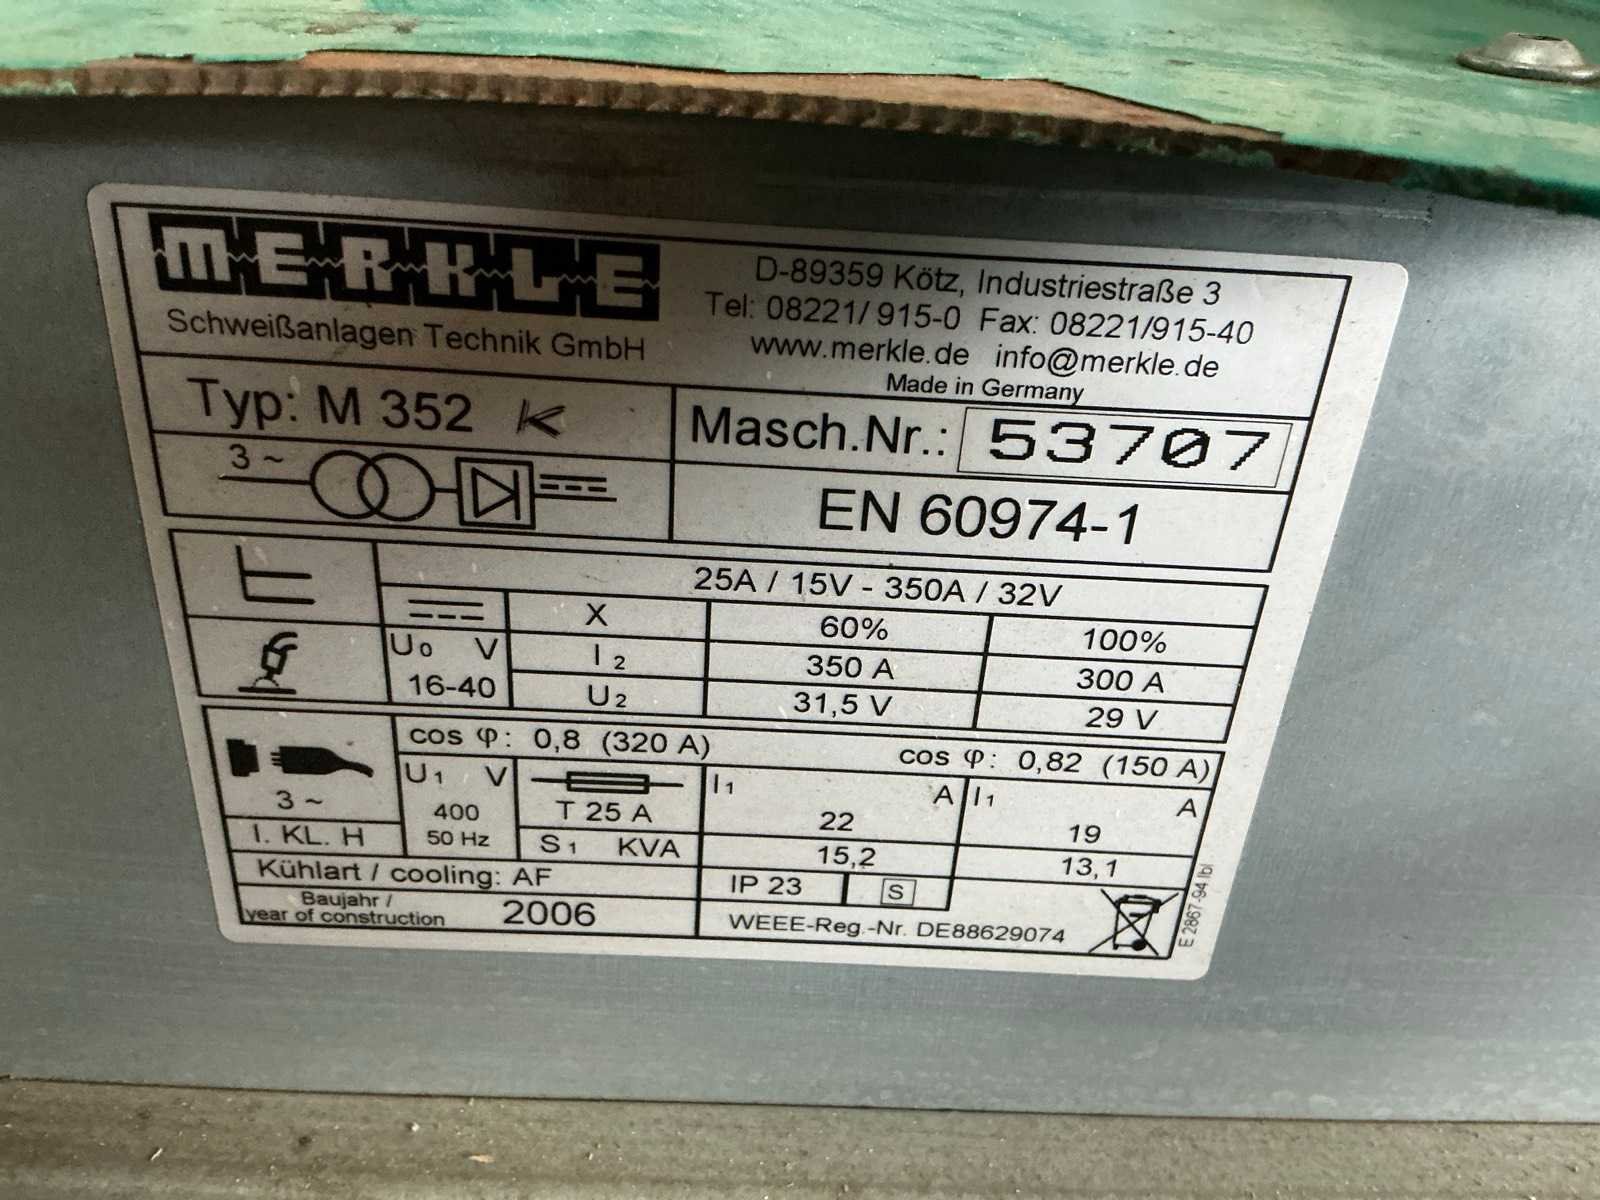 MERKLE
Schweißanlagen Technik GmbH
D-89359 Kötz, Industriestraße 3
Tel: 08221/ 915-0 Fax: 08221/915-40
www.merkle.de info@merkle.de
Made in Germany
Typ: M 352 K
Masch.Nr.: 53707
3 ~
EN 60974-1
25A / 15V - 350A / 32V
X 60% 100%
U0 V
16-40
I 2 350 A 300 A
U2 31,5 V 29 V
cos φ: 0,8 (320 A) cos φ: 0,82 (150 A)
3 ~
U1 V
400
50 Hz
T 25 A
I1 A
22
I1 A
19
I. KL. H
S1 KVA 15,2 13,1
Kühlart / cooling: AF
IP 23 S
Baujahr /
year of construction 2006
WEEE-Reg.-Nr. DE88629074
E 2867-94 lbl